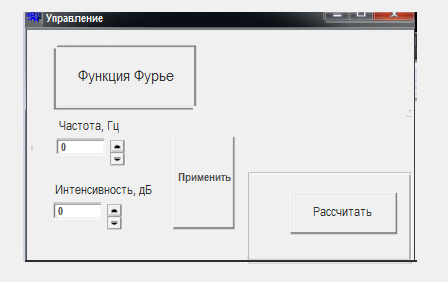 Управление
Функция Фурье
Частота, Гц
0
Применить
Интенсивность, дБ
0
Рассчитать